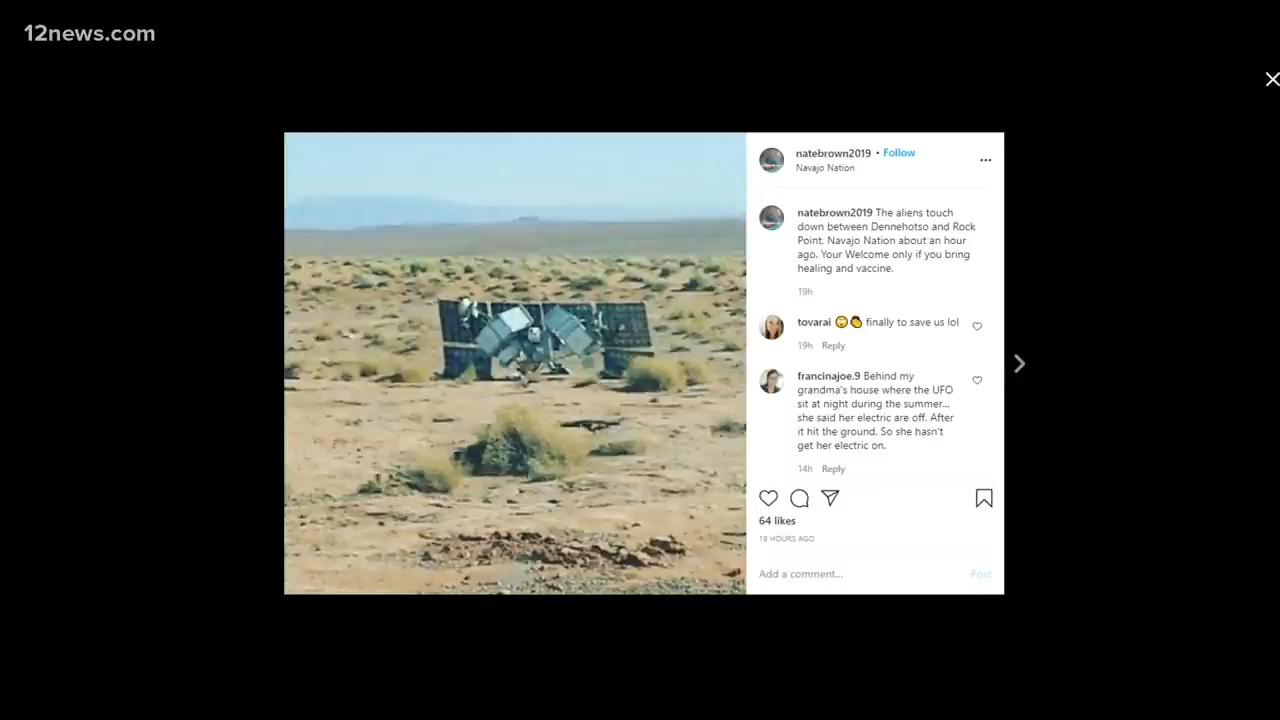 12news.com
natebrown2019 • Follow
Navajo Nation
natebrown2019 The aliens touch
down between Dennehotso and Rock
Point. Navajo Nation about an hour
ago. Your Welcome only if you bring
healing and vaccine.
19h
tovarai 🙄👏 finally to save us lol
19h Reply
francinajoe.9 Behind my
grandma's house where the UFO
sit at night during the summer...
she said her electric are off. After
it hit the ground. So she hasn't
get her electric on.
14h Reply
64 likes
19 HOURS AGO
Add a comment...
Post